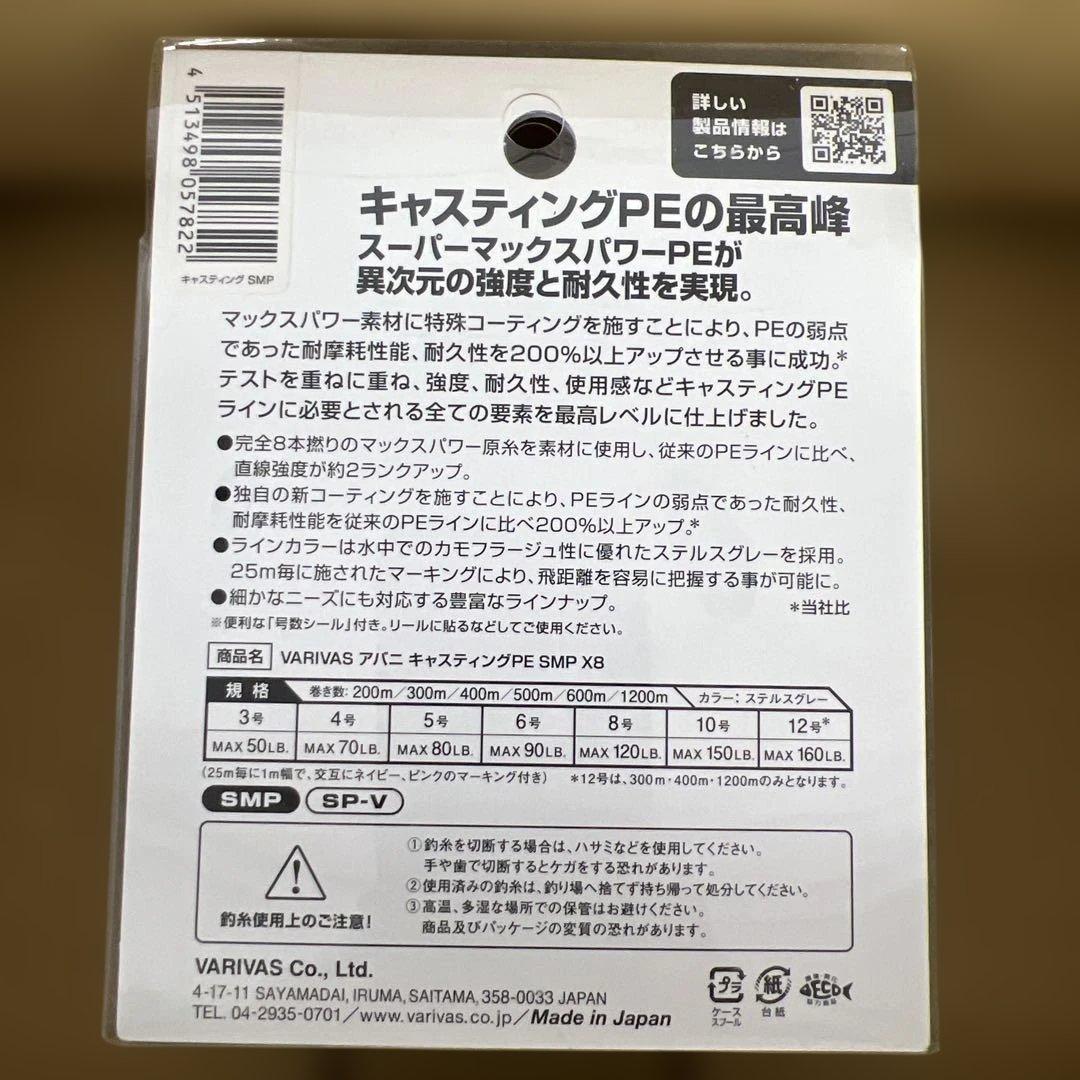 4 513498 057822
キャスティング SMP
詳しい
製品情報は
こちらから
キャスティングPEの最高峰
スーパーマックスパワーPEが
異次元の強度と耐久性を実現。
マックスパワー素材に特殊コーティングを施すことにより、PEの弱点
であった耐摩耗性能、耐久性を200%以上アップさせる事に成功。*
テストを重ねに重ね、強度、耐久性、使用感などキャスティングPE
ラインに必要とされる全ての要素を最高レベルに仕上げました。
●完全8本撚りのマックスパワー原糸を素材に使用し、従来のPEラインに比べ、
直線強度が約2ランクアップ。
●独自の新コーティングを施すことにより、PEラインの弱点であった耐久性、
耐摩耗性能を従来のPEラインに比べ200%以上アップ。*
●ラインカラーは水中でのカモフラージュ性に優れたステルスグレーを採用。
25m毎に施されたマーキングにより、飛距離を容易に把握する事が可能に。
●細かなニーズにも対応する豊富なラインナップ。 *当社比
※便利な「号数シール」付き。リールに貼るなどしてご使用ください。
商品名 VARIVAS アバニ キャスティングPE SMP X8
規格 巻き数: 200m/300m/400m/500m/600m/1200m カラー: ステルスグレー
3号 4号 5号 6号 8号 10号 12号*
MAX 50LB. MAX 70LB. MAX 80LB. MAX 90LB. MAX 120LB. MAX 150LB. MAX 160LB.
(25m毎に1m幅で、交互にネイビー、ピンクのマーキング付き) *12号は、300m・400m・1200mのみとなります。
SMP SP-V
①釣糸を切断する場合は、ハサミなどを使用してください。
手や歯で切断するとケガをする恐れがあります。
②使用済みの釣糸は、釣り場へ捨てず持ち帰って処分してください。
③高温、多湿な場所での保管はお避けください。
商品及びパッケージの変質の恐れがあります。
釣糸使用上のご注意!
VARIVAS Co., Ltd.
4-17-11 SAYAMADAI, IRUMA, SAITAMA, 358-0033 JAPAN
TEL. 04-2935-0701/www.varivas.co.jp/Made in Japan
プラ 紙 ECO
ケース 台紙
スプール